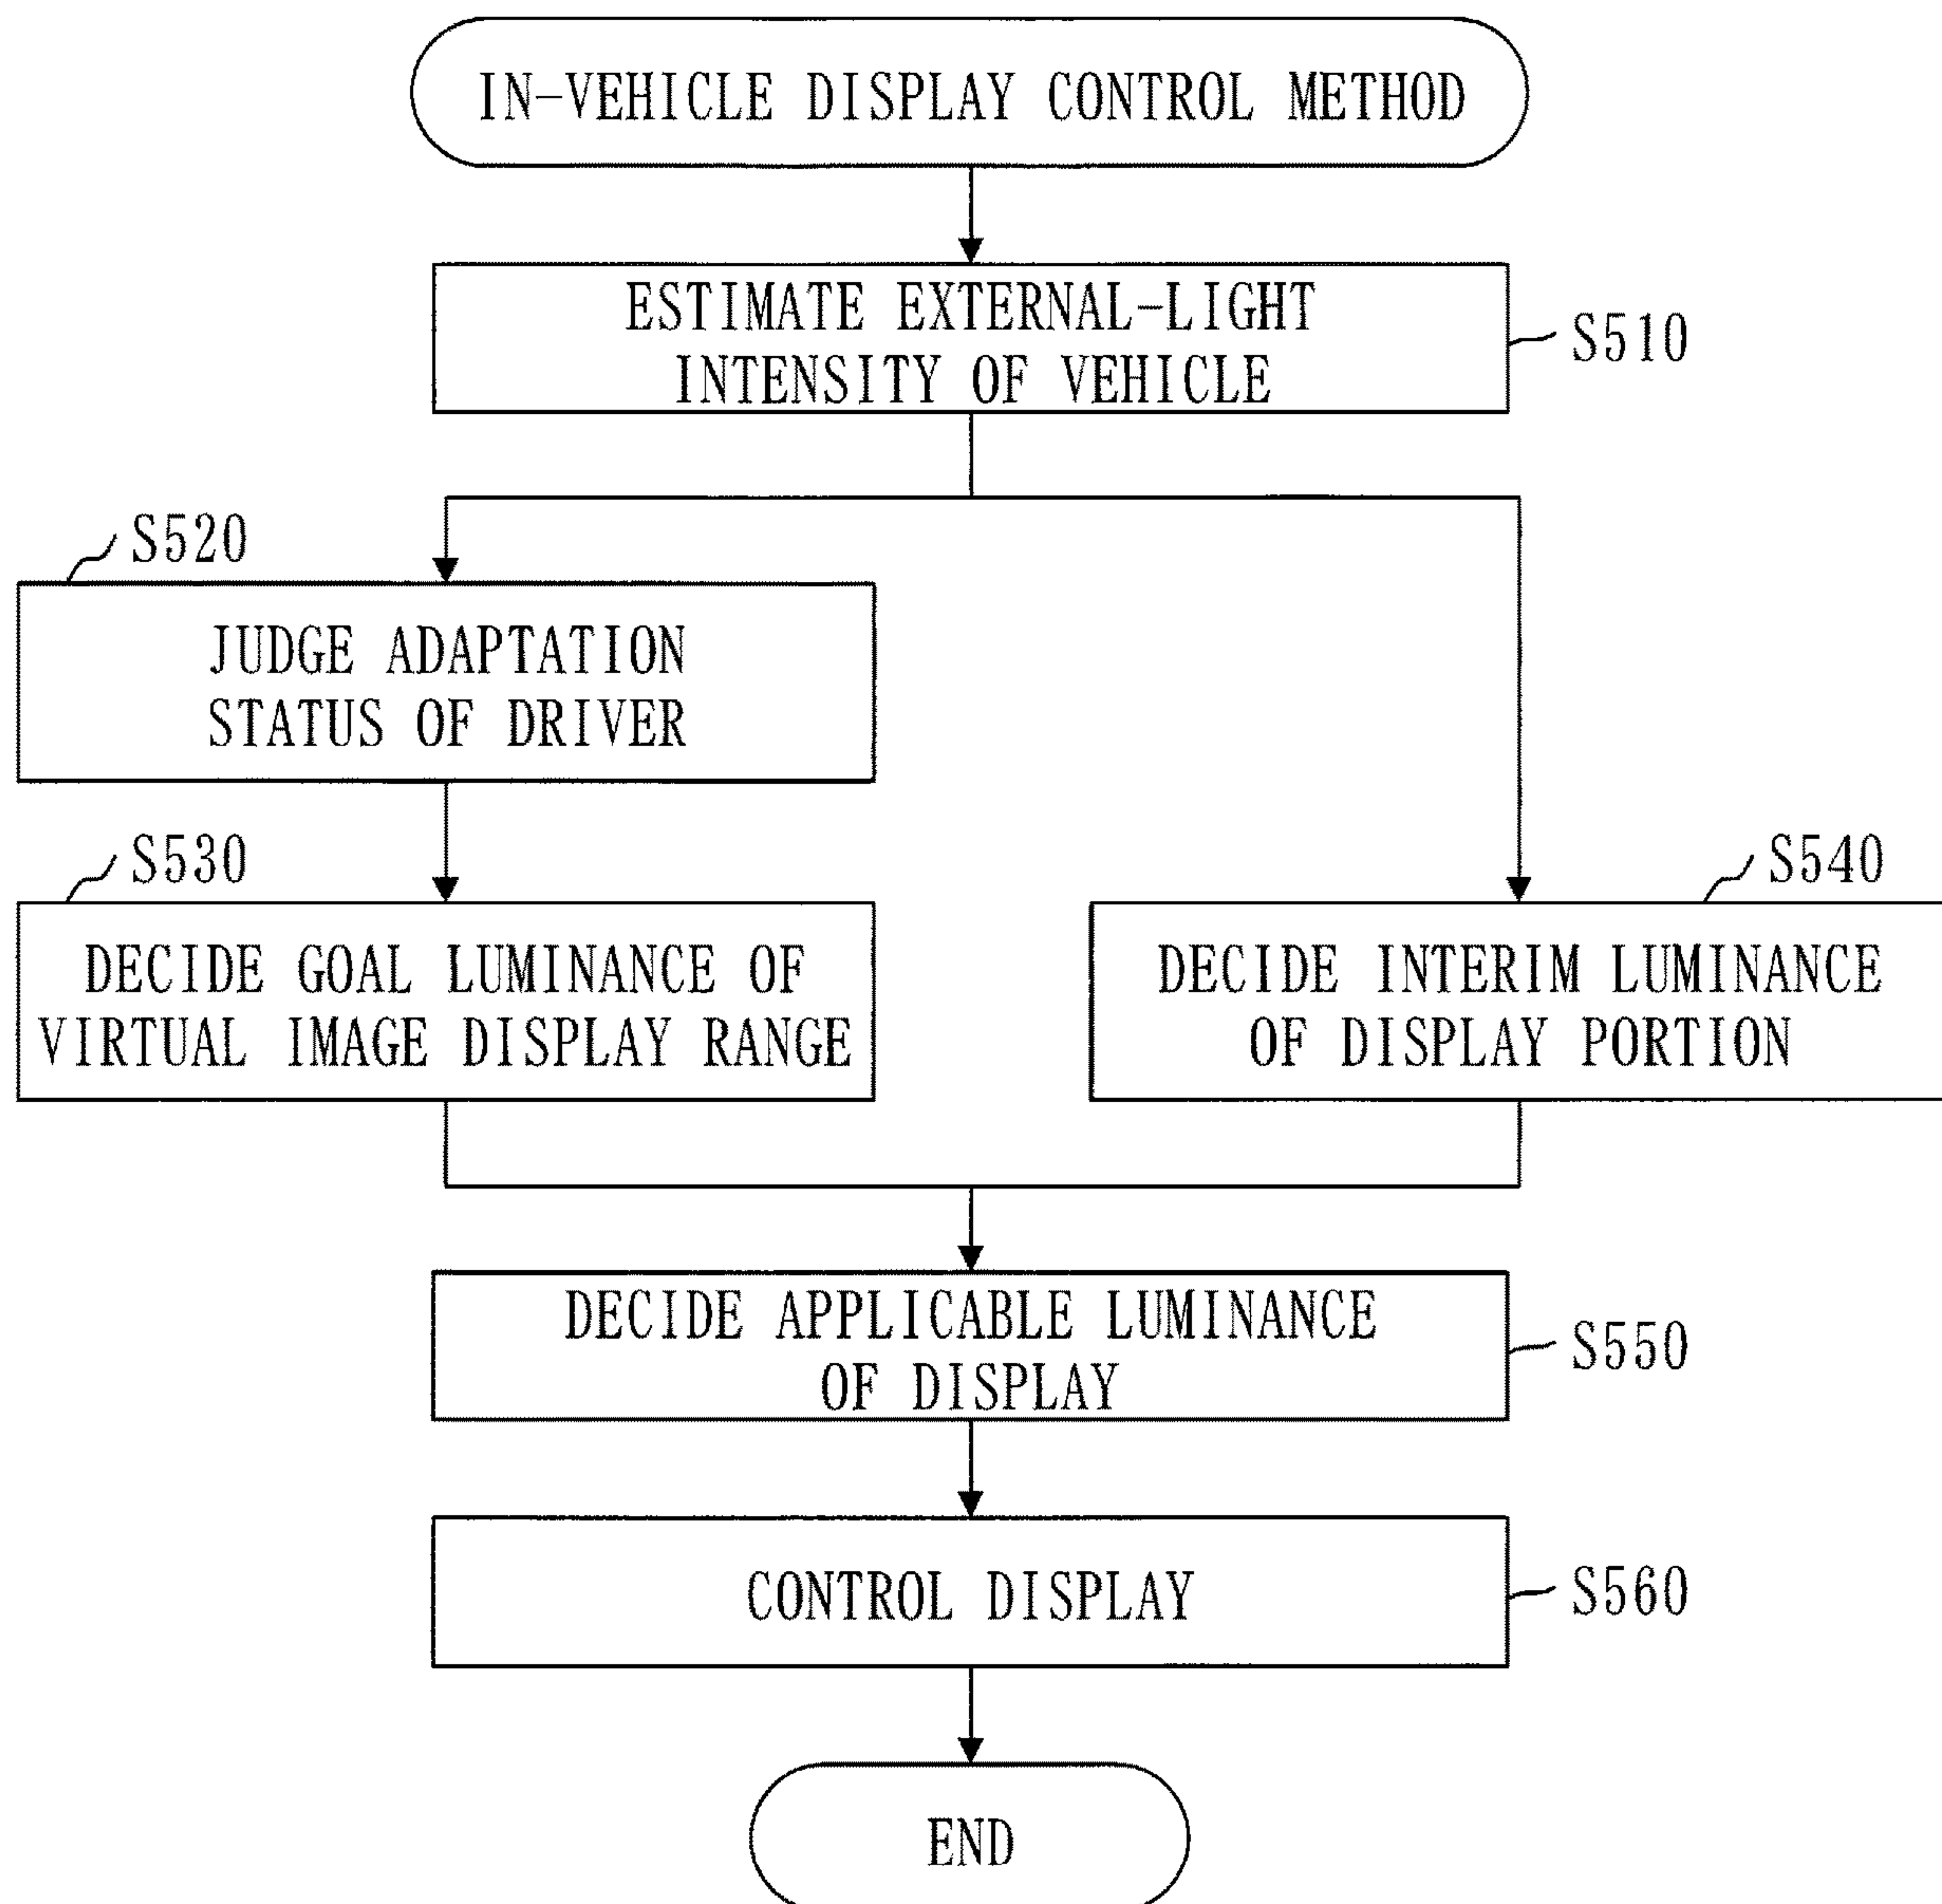 IN-VEHICLE DISPLAY CONTROL METHOD
ESTIMATE EXTERNAL-LIGHT
INTENSITY OF VEHICLE
S510
S520
JUDGE ADAPTATION
STATUS OF DRIVER
S530
DECIDE GOAL LUMINANCE OF
VIRTUAL IMAGE DISPLAY RANGE
S540
DECIDE INTERIM LUMINANCE
OF DISPLAY PORTION
DECIDE APPLICABLE LUMINANCE
OF DISPLAY
S550
CONTROL DISPLAY
S560
END